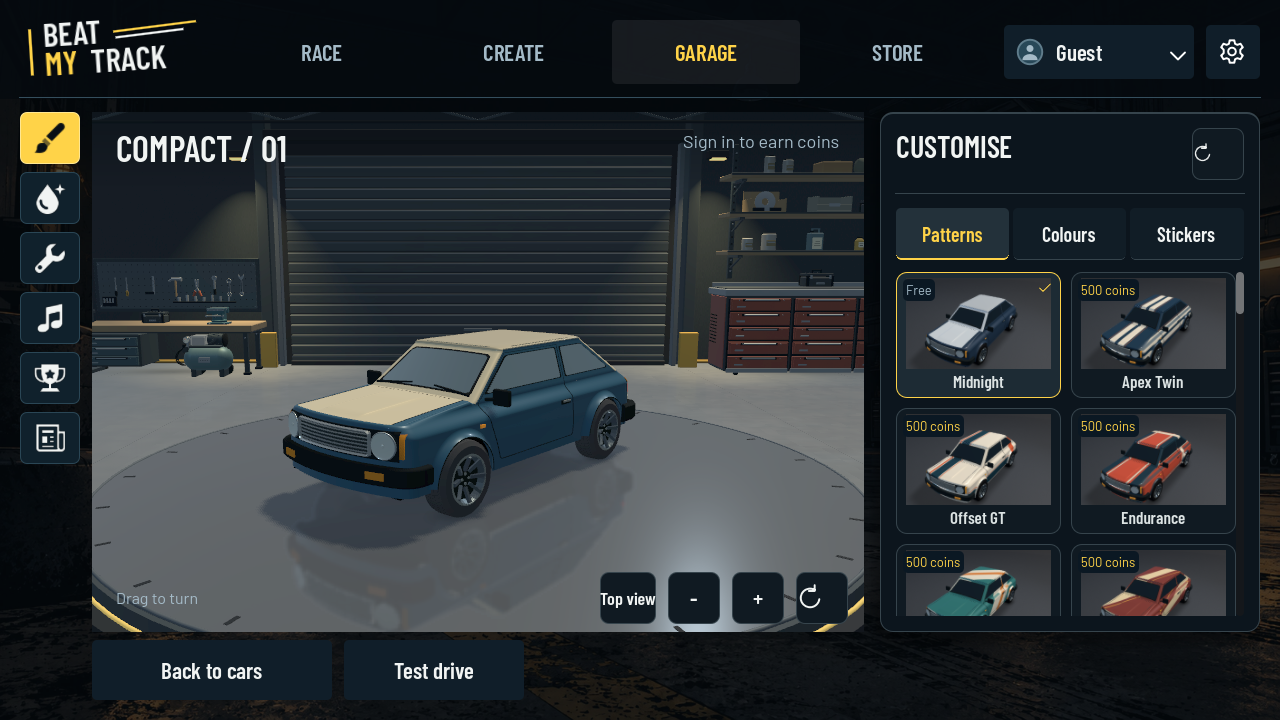 BEAT
MY TRACK
RACE
CREATE
GARAGE
STORE
Guest
COMPACT / 01
Sign in to earn coins
Drag to turn
Top view
-
+
Back to cars
Test drive
CUSTOMISE
Patterns
Colours
Stickers
Free
Midnight
500 coins
Apex Twin
500 coins
Offset GT
500 coins
Endurance
500 coins
500 coins